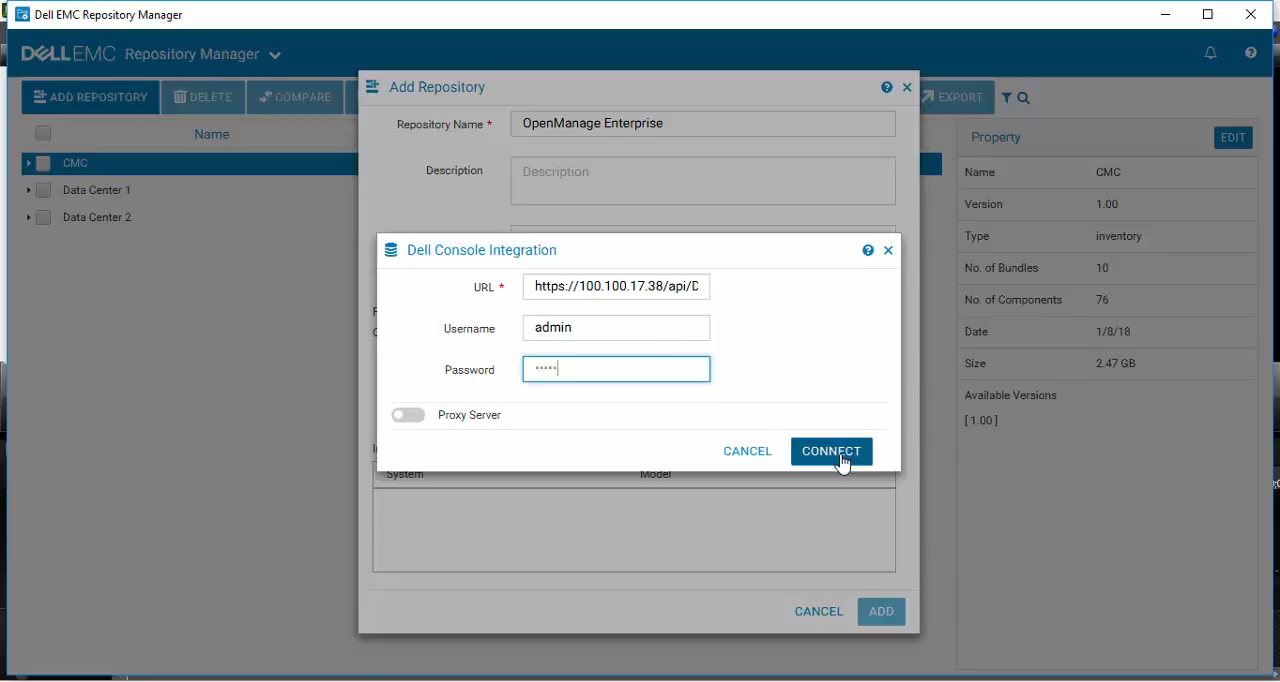 Dell EMC Repository Manager
DELLEMC Repository Manager
ADD REPOSITORY DELETE COMPARE EXPORT
Name
CMC
Data Center 1
Data Center 2
Add Repository
Repository Name *
OpenManage Enterprise
Description
Description
Dell Console Integration
URL *
https://100.100.17.38/api/D
Username
admin
Password
•••••
Proxy Server
CANCEL CONNECT
System Model
CANCEL ADD
Property EDIT
Name CMC
Version 1.00
Type inventory
No. of Bundles 10
No. of Components 76
Date 1/8/18
Size 2.47 GB
Available Versions
[ 1.00 ]